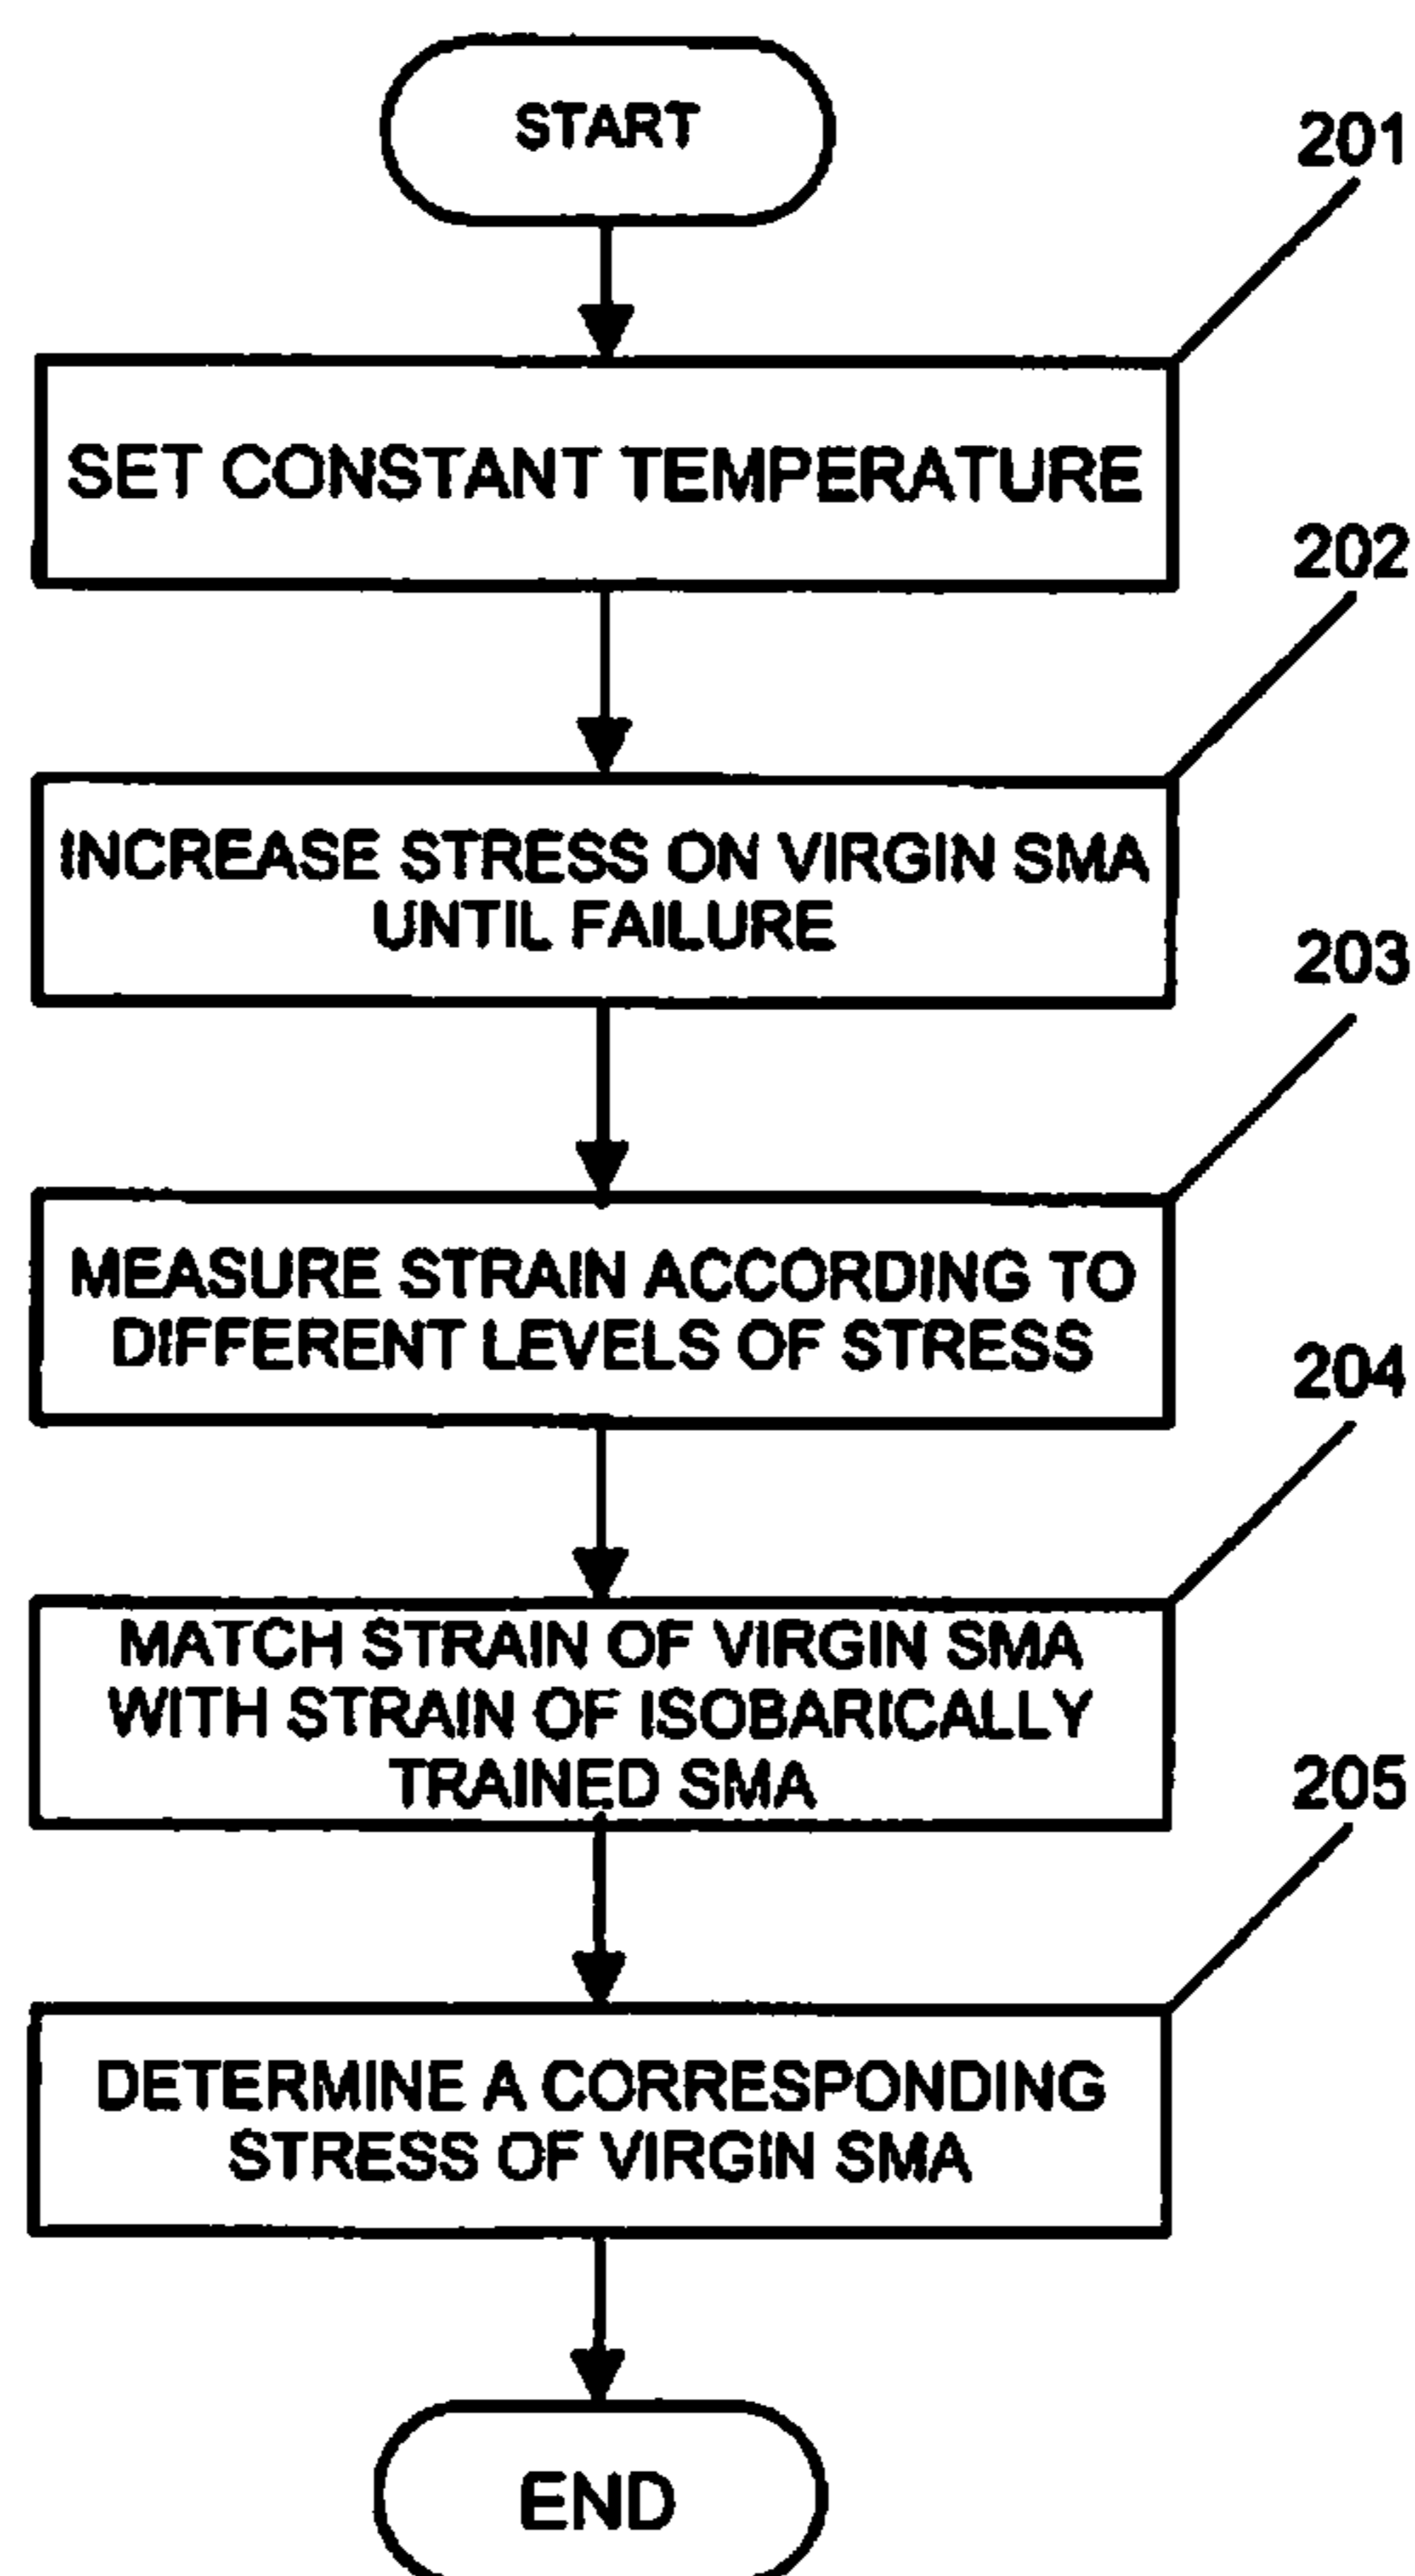 START
201
SET CONSTANT TEMPERATURE
202
INCREASE STRESS ON VIRGIN SMA
UNTIL FAILURE
203
MEASURE STRAIN ACCORDING TO
DIFFERENT LEVELS OF STRESS
204
MATCH STRAIN OF VIRGIN SMA
WITH STRAIN OF ISOBARICALLY
TRAINED SMA
205
DETERMINE A CORRESPONDING
STRESS OF VIRGIN SMA
END